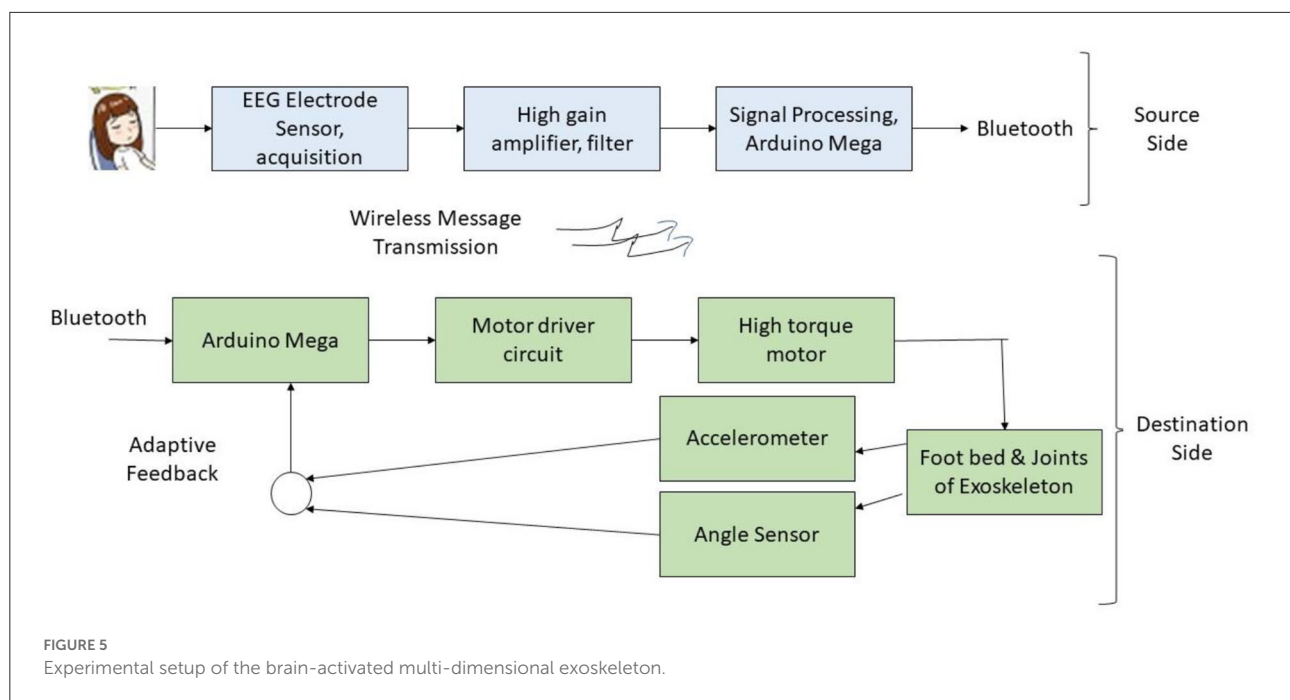 EEG Electrode
Sensor,
acquisition
High gain
amplifier, filter
Signal Processing,
Arduino Mega
Bluetooth
Source
Side
Wireless Message
Transmission
Bluetooth
Arduino Mega
Motor driver
circuit
High torque
motor
Adaptive
Feedback
Accelerometer
Angle Sensor
Foot bed & Joints
of Exoskeleton
Destination
Side
FIGURE 5
Experimental setup of the brain-activated multi-dimensional exoskeleton.